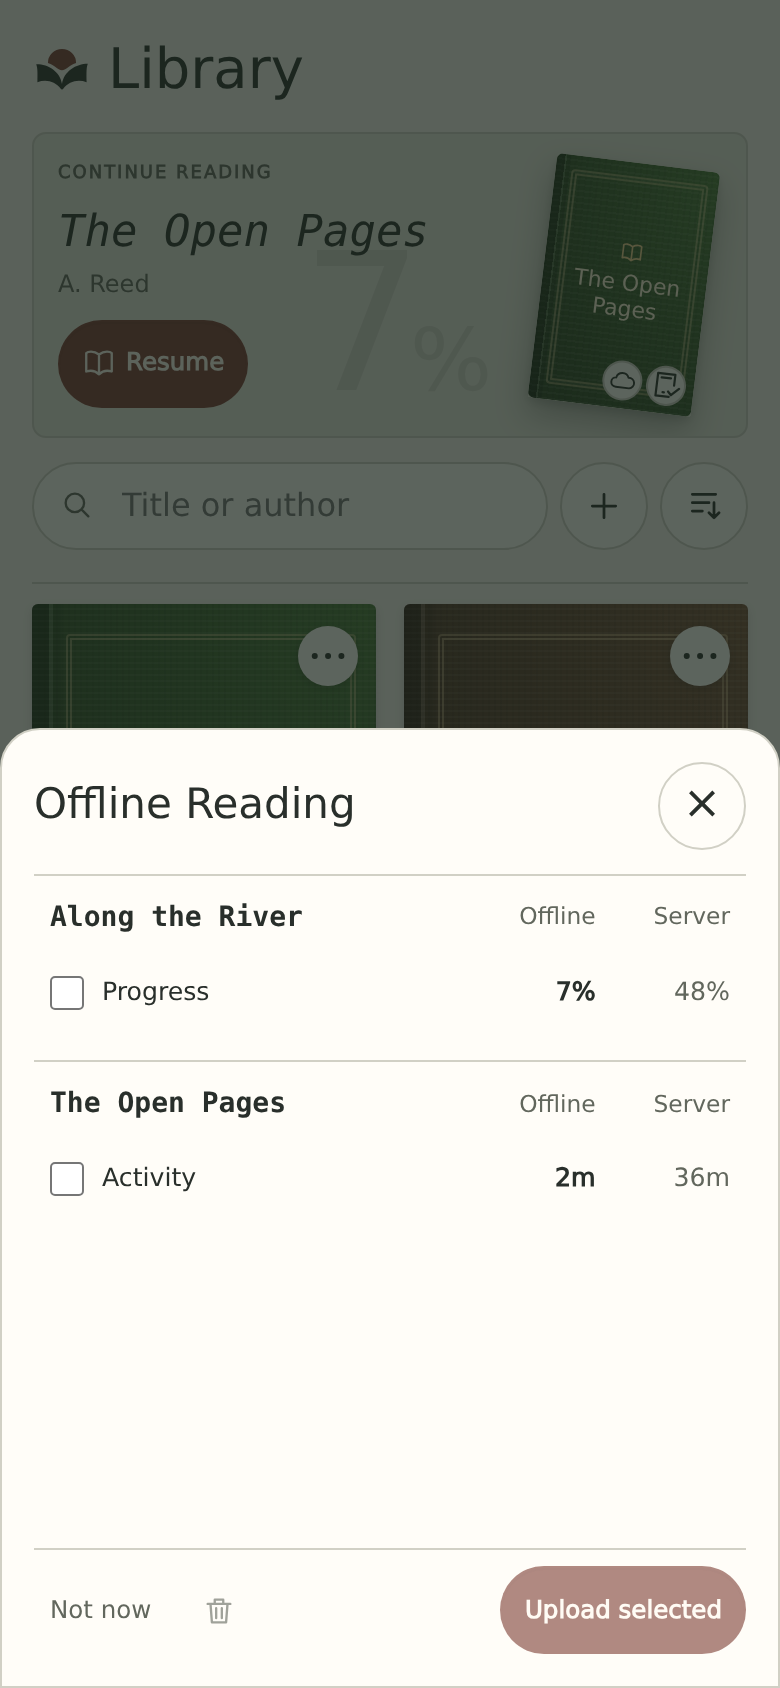 Library
CONTINUE READING
The Open Pages
A. Reed
7%
Resume
The Open
Pages
Title or author
Offline Reading
Along the River Offline Server
Progress 7% 48%
The Open Pages Offline Server
Activity 2m 36m
Not now Upload selected